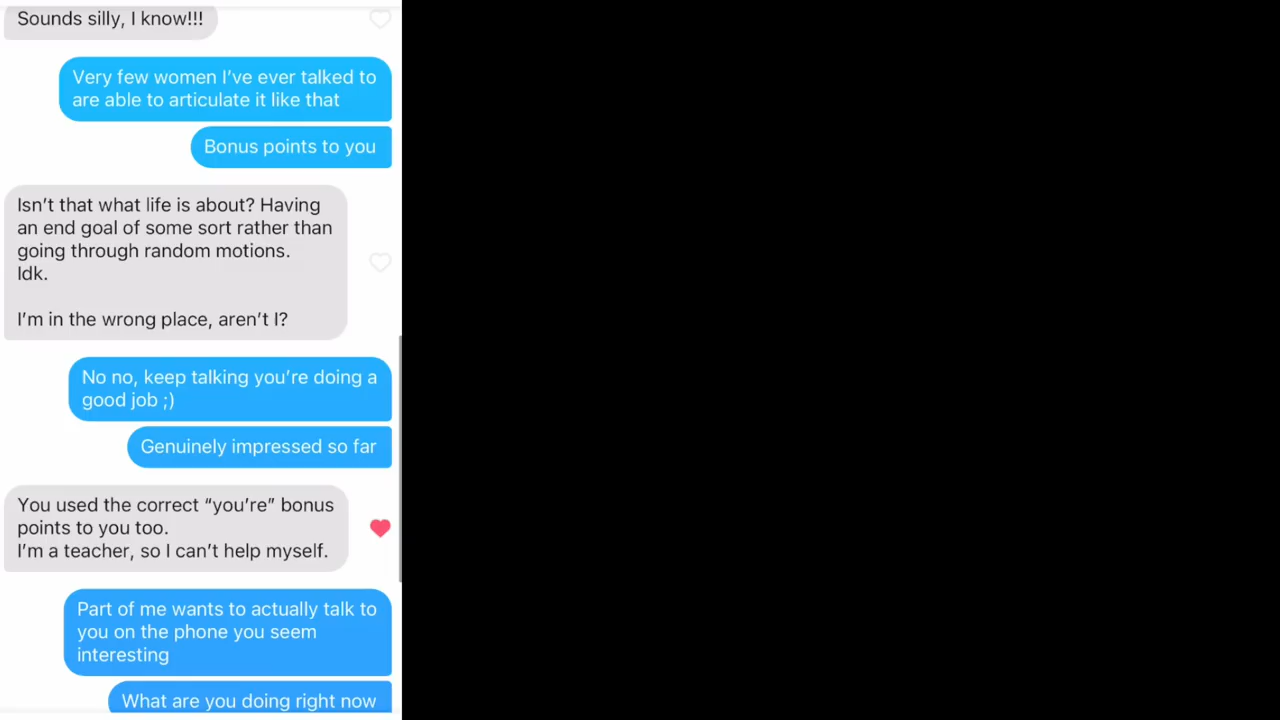 Sounds silly, I know!!!
Very few women I’ve ever talked to
are able to articulate it like that
Bonus points to you
Isn’t that what life is about? Having
an end goal of some sort rather than
going through random motions.
Idk.
I’m in the wrong place, aren’t I?
No no, keep talking you’re doing a
good job ;)
Genuinely impressed so far
You used the correct “you’re” bonus
points to you too.
I’m a teacher, so I can’t help myself.
Part of me wants to actually talk to
you on the phone you seem
interesting
What are you doing right now